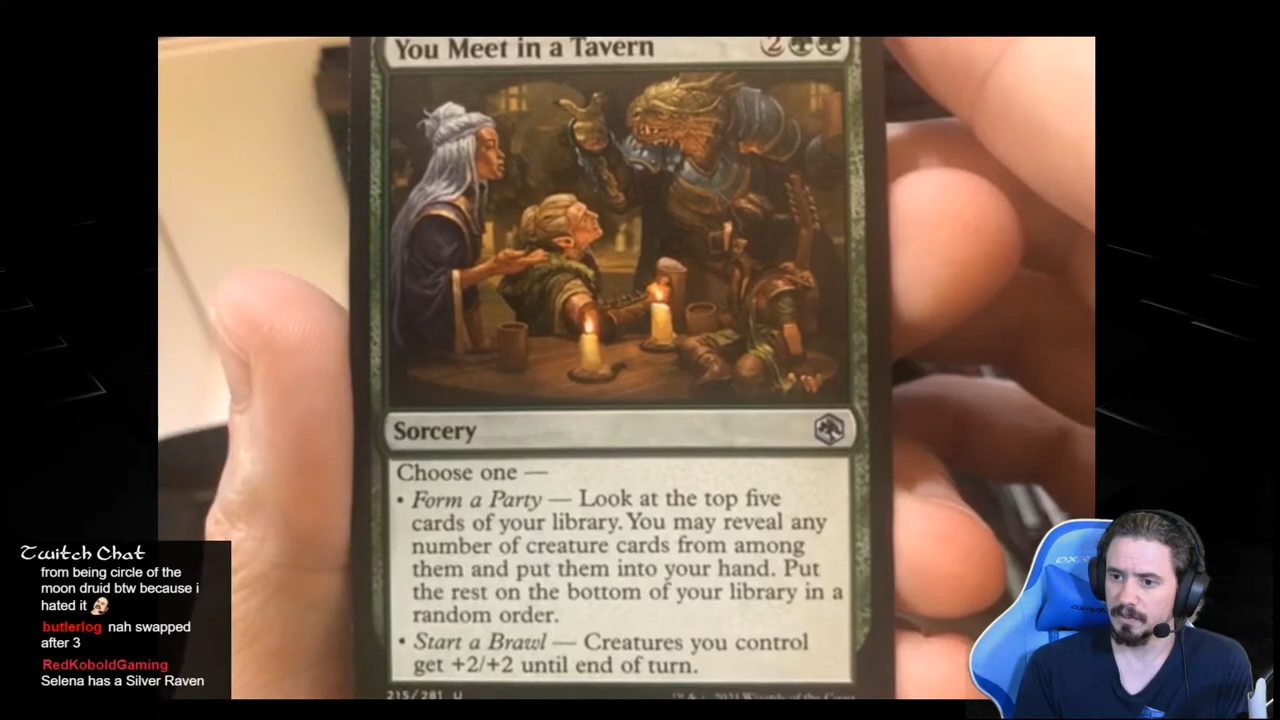 You Meet in a Tavern
2
Sorcery
Choose one —
• Form a Party — Look at the top five
cards of your library. You may reveal any
number of creature cards from among
them and put them into your hand. Put
the rest on the bottom of your library in a
random order.
• Start a Brawl — Creatures you control
get +2/+2 until end of turn.
215/281 U
Twitch Chat
from being circle of the
moon druid btw because i
hated it
butlerlog nah swapped
after 3
RedKoboldGaming
Selena has a Silver Raven